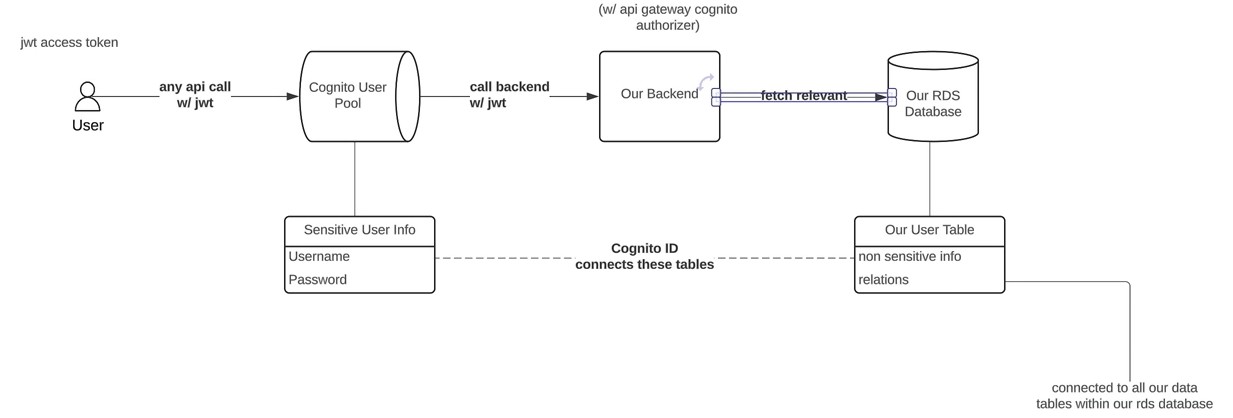 (w/ api gateway cognito
authorizer)
jwt access token
any api call
w/ jwt
User
Cognito User
Pool
call backend
w/ jwt
Our Backend
fetch relevant
Our RDS
Database
Sensitive User Info
Username
Password
Cognito ID
connects these tables
Our User Table
non sensitive info
relations
connected to all our data
tables within our rds database